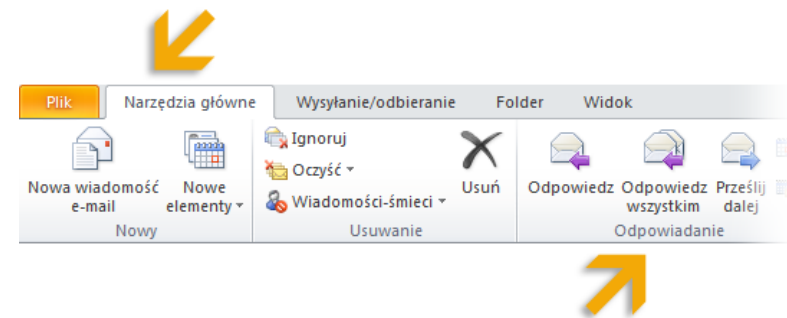 Plik Narzędzia główne Wysyłanie/odbieranie Folder Widok
Nowa wiadomość e-mail
Nowe elementy
Nowy
Ignoruj
Oczyść
Wiadomości-śmieci
Usuń
Usuwanie
Odpowiedz
Odpowiedz wszystkim
Prześlij dalej
Odpowiadanie